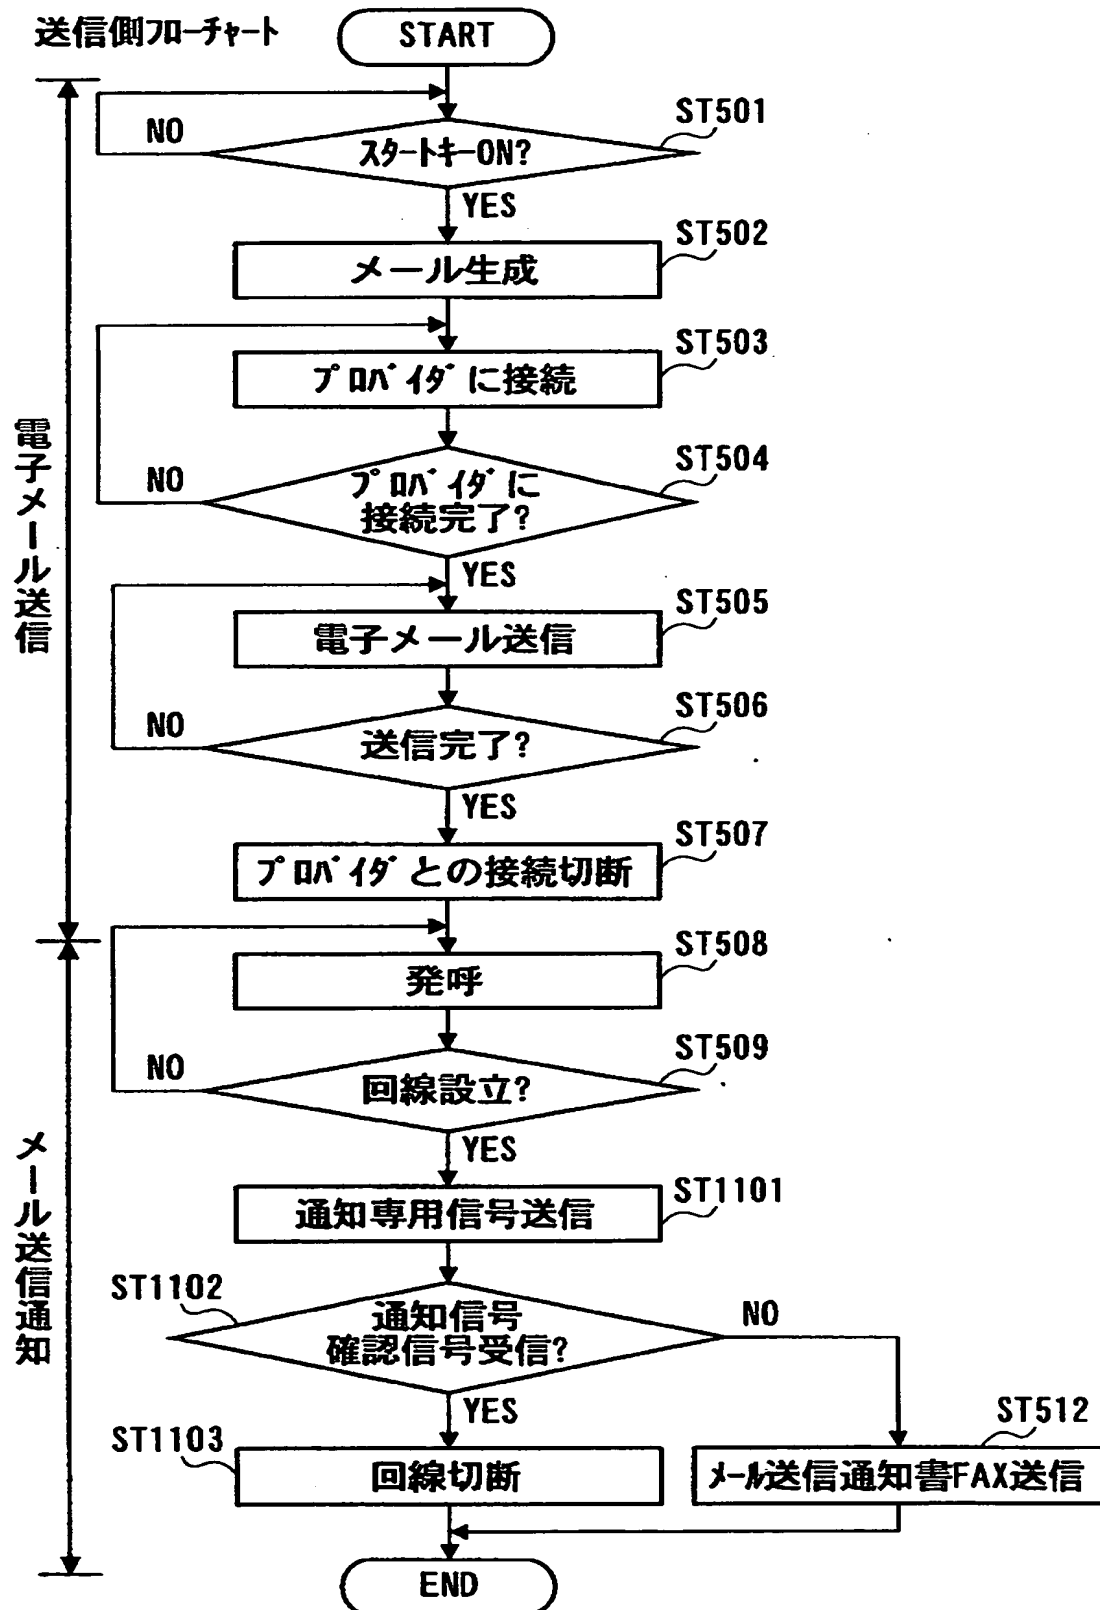 送信側フローチャート
START
ST501
NO
スタートキーON?
YES
ST502
メール生成
ST503
プロバイダに接続
ST504
NO
プロバイダに
接続完了?
YES
ST505
電子メール送信
ST506
NO
送信完了?
YES
ST507
プロバイダとの接続切断
電子メール送信
ST508
発呼
ST509
NO
回線設立?
YES
ST1101
通知専用信号送信
ST1102
通知信号
確認信号受信?
NO
YES
ST1103
回線切断
ST512
メール送信通知書FAX送信
メール送信通知
END